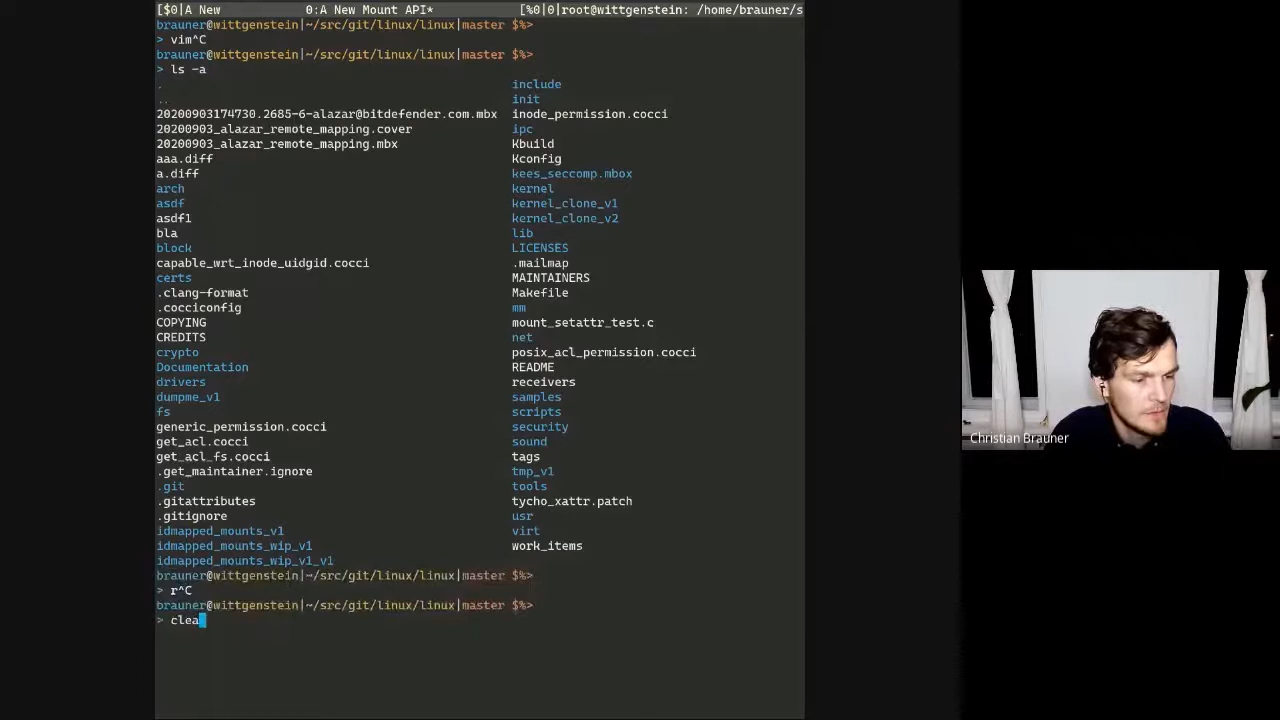 [$0|A New 0:A New Mount API* [%0|0|root@wittgenstein: /home/brauner/s
brauner@wittgenstein|~/src/git/linux/linux|master $%>
> vim^C
brauner@wittgenstein|~/src/git/linux/linux|master $%>
> ls -a
. include
.. init
20200903174730.2685-6-alazar@bitdefender.com.mbx inode_permission.cocci
20200903_alazar_remote_mapping.cover ipc
20200903_alazar_remote_mapping.mbx Kbuild
aaa.diff Kconfig
a.diff kees_seccomp.mbox
arch kernel
asdf kernel_clone_v1
asdf1 kernel_clone_v2
bla lib
block LICENSES
capable_wrt_inode_uidgid.cocci .mailmap
certs MAINTAINERS
.clang-format Makefile
.cocciconfig mm
COPYING mount_setattr_test.c
CREDITS net
crypto posix_acl_permission.cocci
Documentation README
drivers receivers
dumpme_v1 samples
fs scripts
generic_permission.cocci security
get_acl.cocci sound
get_acl_fs.cocci tags
.get_maintainer.ignore tmp_v1
.git tools
.gitattributes tycho_xattr.patch
.gitignore usr
idmapped_mounts_v1 virt
idmapped_mounts_wip_v1 work_items
idmapped_mounts_wip_v1_v1
brauner@wittgenstein|~/src/git/linux/linux|master $%>
> r^C
brauner@wittgenstein|~/src/git/linux/linux|master $%>
> clea
Christian Brauner